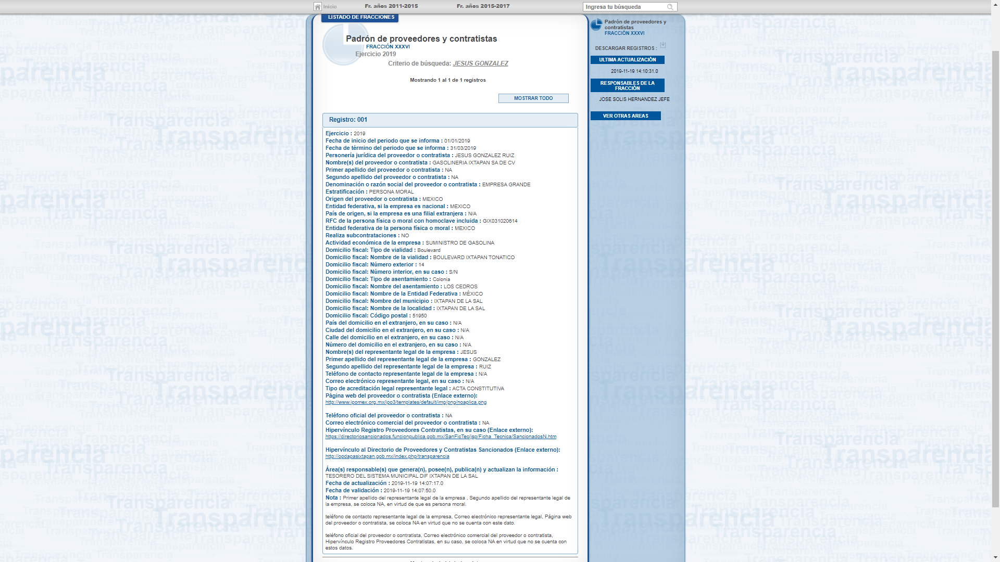 Inicio
Fr. años 2011-2015
Fr. años 2015-2017
Ingresa tu búsqueda
LISTADO DE FRACCIONES
Padrón de proveedores y contratistas
FRACCIÓN XXXVI
Ejercicio 2019
Criterio de búsqueda: JESUS GONZALEZ
Mostrando 1 al 1 de 1 registros
MOSTRAR TODO
Registro: 001
Ejercicio : 2019
Fecha de inicio del periodo que se informa : 01/01/2019
Fecha de término del periodo que se informa : 31/03/2019
Personería jurídica del proveedor o contratista : JESUS GONZALEZ RUIZ
Nombre(s) del proveedor o contratista : GASOLINERIA IXTAPAN SA DE CV
Primer apellido del proveedor o contratista : NA
Segundo apellido del proveedor o contratista : NA
Denominación o razón social del proveedor o contratista : EMPRESA GRANDE
Estratificación : PERSONA MORAL
Origen del proveedor o contratista : MEXICO
Entidad federativa, si la empresa es nacional : MEXICO
País de origen, si la empresa es una filial extranjera : N/A
RFC de la persona física o moral con homoclave incluida : GIX031020614
Entidad federativa de la persona física o moral : MEXICO
Realiza subcontrataciones : NO
Actividad económica de la empresa : SUMINISTRO DE GASOLINA
Domicilio fiscal: Tipo de vialidad : Boulevard
Domicilio fiscal: Nombre de la vialidad : BOULEVARD IXTAPAN TONATICO
Domicilio fiscal: Número exterior : 14
Domicilio fiscal: Número interior, en su caso : S/N
Domicilio fiscal: Tipo de asentamiento : Colonia
Domicilio fiscal: Nombre del asentamiento : LOS CEDROS
Domicilio fiscal: Nombre de la Entidad Federativa : MÉXICO
Domicilio fiscal: Nombre del municipio : IXTAPAN DE LA SAL
Domicilio fiscal: Nombre de la localidad : IXTAPAN DE LA SAL
Domicilio fiscal: Código postal : 51950
País del domicilio en el extranjero, en su caso : N/A
Ciudad del domicilio en el extranjero, en su caso : N/A
Calle del domicilio en el extranjero, en su caso : N/A
Número del domicilio en el extranjero, en su caso : N/A
Nombre(s) del representante legal de la empresa : JESUS
Primer apellido del representante legal de la empresa : GONZALEZ
Segundo apellido del representante legal de la empresa : RUIZ
Teléfono de contacto representante legal de la empresa : N/A
Correo electrónico representante legal, en su caso : N/A
Tipo de acreditación legal representante legal : ACTA CONSTITUTIVA
Página web del proveedor o contratista (Enlace externo):
http://www.ipomex.org.mx/ipo3/templates/default/img/png/noaplica.png
Teléfono oficial del proveedor o contratista : NA
Correo electrónico comercial del proveedor o contratista : NA
Hipervínculo Registro Proveedores Contratistas, en su caso (Enlace externo):
https://directoriosancionados.funcionpublica.gob.mx/SanFicTec/jsp/Ficha_Tecnica/SancionadosN.htm
Hipervínculo al Directorio de Proveedores y Contratistas Sancionados (Enlace externo):
http://opdapasixtapan.gob.mx/index.php/transparencia
Área(s) responsable(s) que genera(n), posee(n), publica(n) y actualizan la información :
TESORERO DEL SISTEMA MUNICIPAL DIF IXTAPAN DE LA SAL
Fecha de actualización : 2019-11-19 14:07:17.0
Fecha de validación : 2019-11-19 14:07:50.0
Nota : Primer apellido del representante legal de la empresa , Segundo apellido del representante legal de
la empresa, se coloca NA, en virtud de que es persona moral.
teléfono de contacto representante legal de la empresa, Correo electrónico representante legal, Página web
del proveedor o contratista, se coloca NA en virtud que no se cuenta con este dato.
teléfono oficial del proveedor o contratista, Correo electrónico comercial del proveedor o contratista,
Hipervínculo Registro Proveedores Contratistas, en su caso, se coloca NA en virtud que no se cuenta con
estos datos.
Padrón de proveedores y
contratistas
FRACCIÓN XXXVI
DESCARGAR REGISTROS :
ULTIMA ACTUALIZACIÓN
2019-11-19 14:10:31.0
RESPONSABLES DE LA
FRACCIÓN
JOSE SOLIS HERNANDEZ JEFE
VER OTRAS AREAS